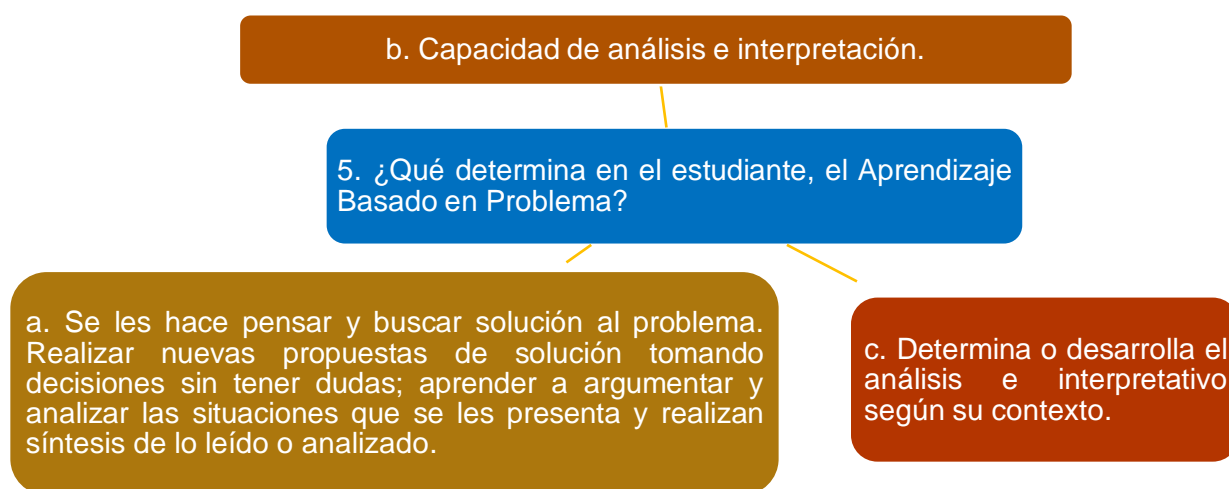 b. Capacidad de análisis e interpretación.
5. ¿Qué determina en el estudiante, el Aprendizaje
Basado en Problema?
a. Se les hace pensar y buscar solución al problema.
Realizar nuevas propuestas de solución tomando
decisiones sin tener dudas; aprender a argumentar y
analizar las situaciones que se les presenta y realizan
síntesis de lo leído o analizado.
c. Determina o desarrolla el
análisis e interpretativo
según su contexto.